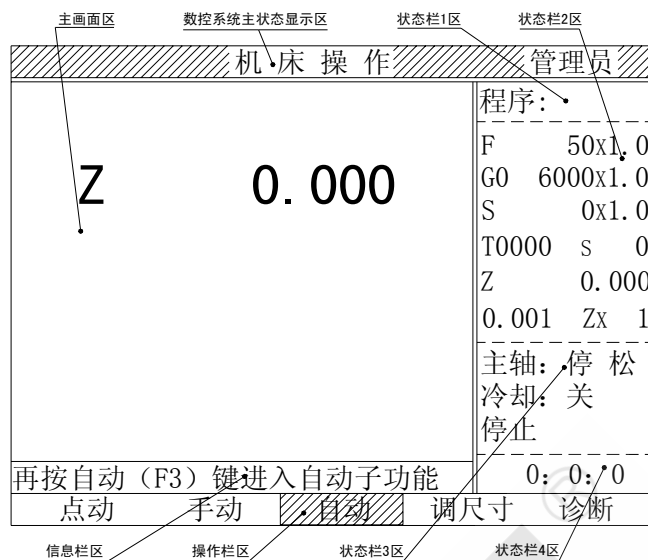 主画面区 数控系统主状态显示区 状态栏1区 状态栏2区
机 床 操 作 管理员
程序:
F 50X1.0
Z 0.000
G0 6000x1.0
S 0x1.0
T0000 S 0
Z 0.000
0.001 ZX 1
主轴: 停 松
冷却: 关
停止
再按自动（F3）键进入自动子功能 0: 0: 0
点动 手动 自动 调尺寸 诊断
信息栏区 操作栏区 状态栏3区 状态栏4区